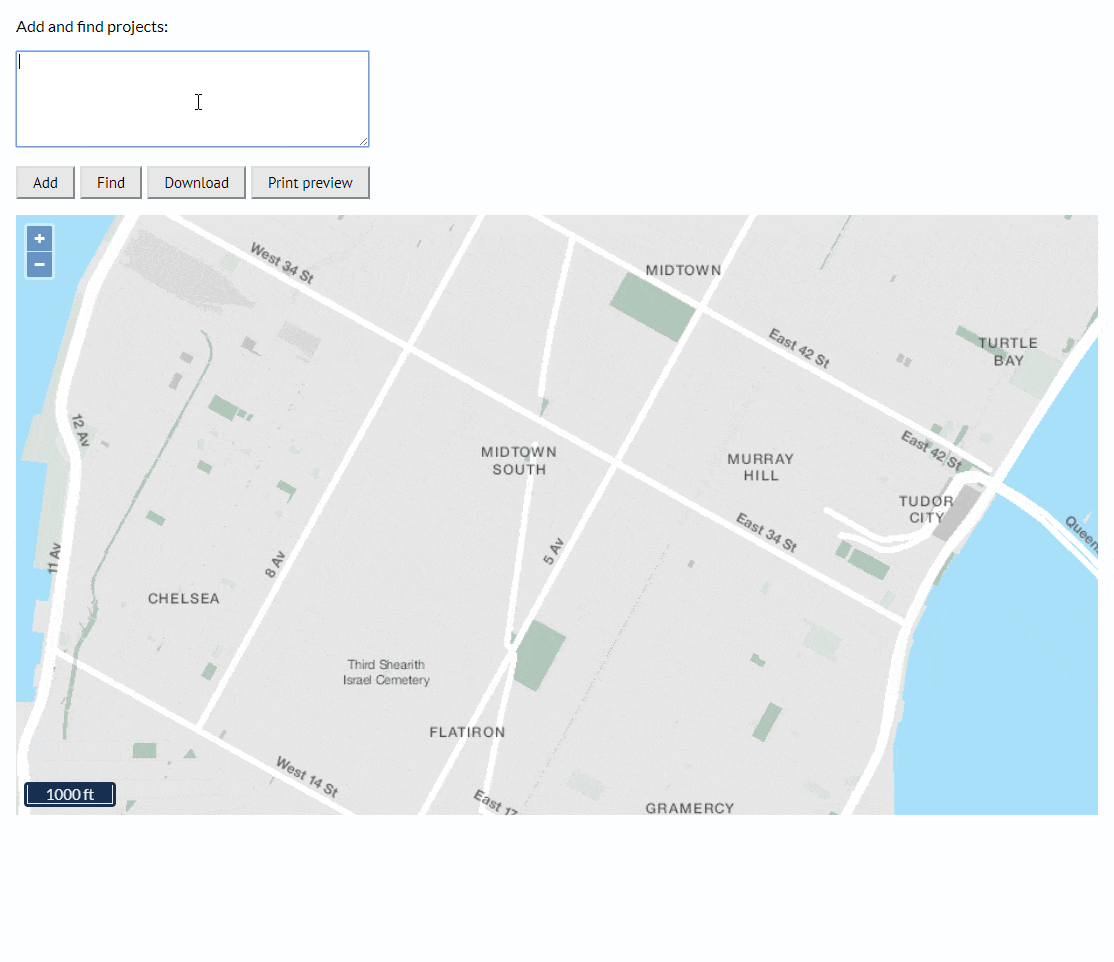 Add and find projects:
Add
Find
Download
Print preview
+
−
West 34 St
MIDTOWN
East 42 St
TURTLE
BAY
12 Av
MIDTOWN
SOUTH
MURRAY
HILL
East 42 St
TUDOR
CITY
East 34 St
Queens
11 Av
8 Av
5 Av
CHELSEA
Third Shearith
Israel Cemetery
FLATIRON
West 14 St
East 17
GRAMERCY
1000 ft